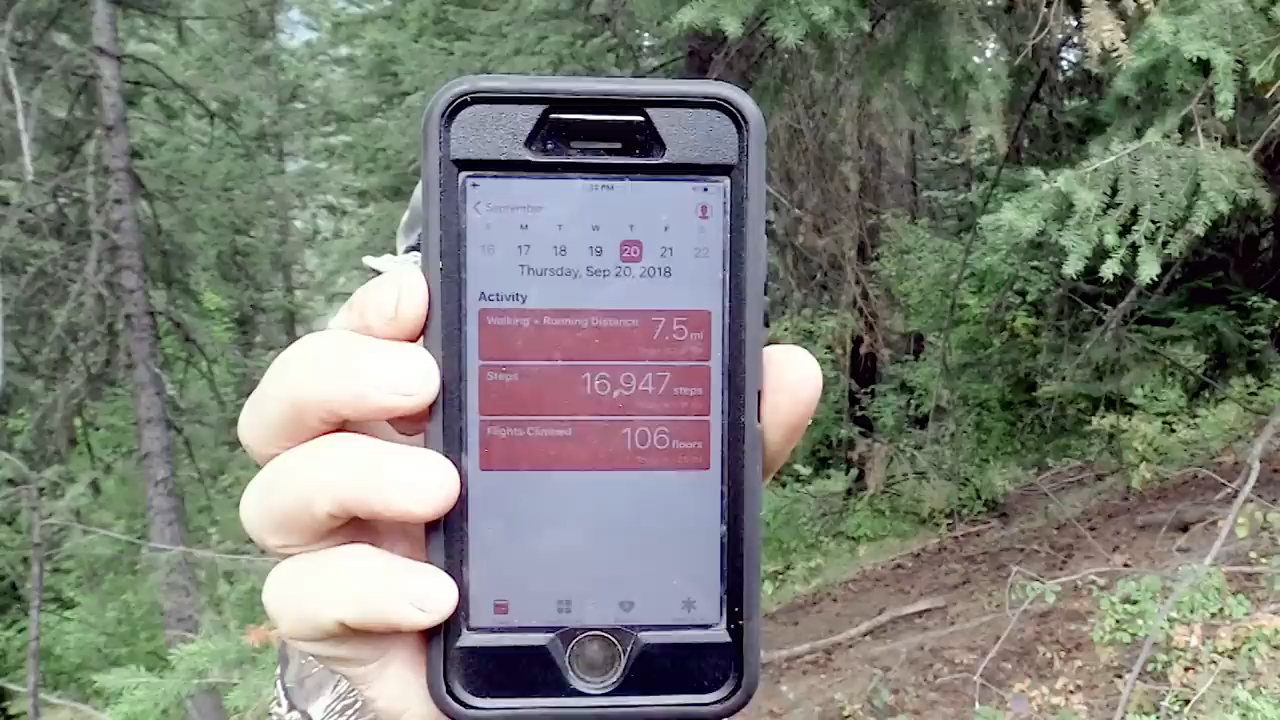 September
S M T W T F S
16 17 18 19 20 21 22
Thursday, Sep 20, 2018
Activity
Walking + Running Distance 7.5 mi
Steps 16,947 steps
Flights Climbed 106 floors